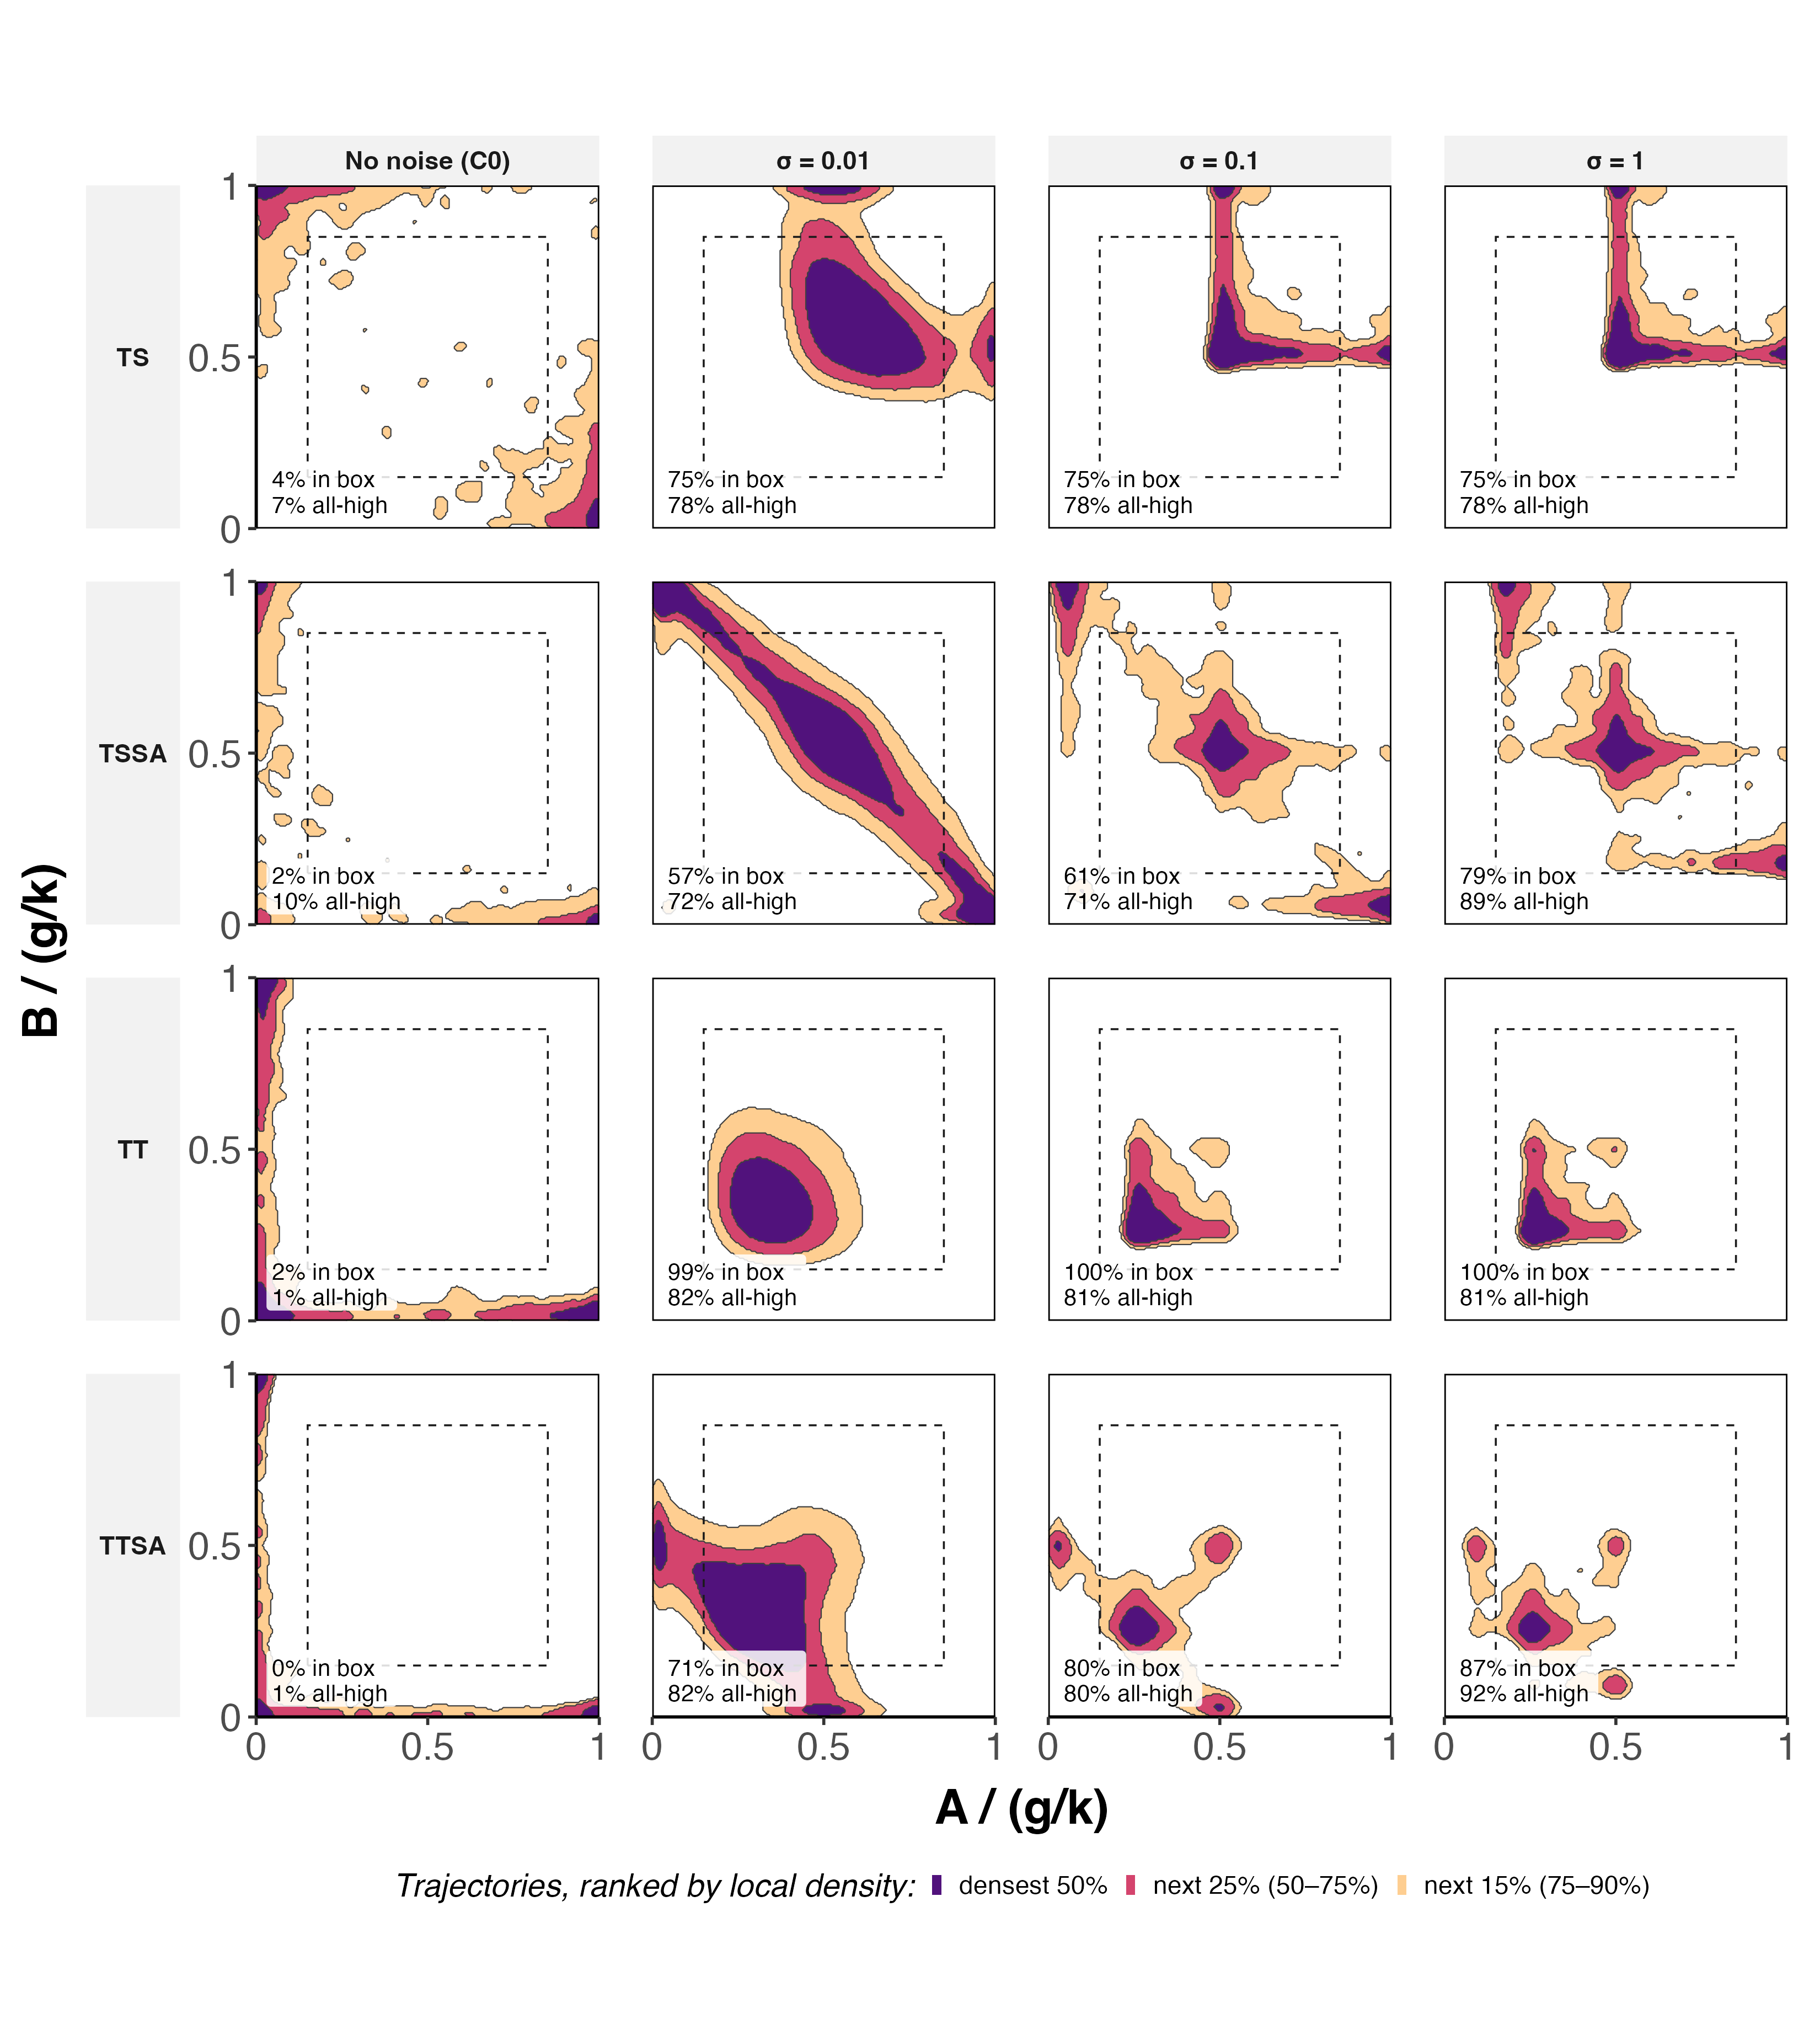 No noise (C0) σ = 0.01 σ = 0.1 σ = 1
TS
1
0.5
0
4% in box
7% all-high
75% in box
78% all-high
75% in box
78% all-high
75% in box
78% all-high
TSSA
1
0.5
0
2% in box
10% all-high
57% in box
72% all-high
61% in box
71% all-high
79% in box
89% all-high
B / (g/k)
TT
1
0.5
0
2% in box
1% all-high
99% in box
82% all-high
100% in box
81% all-high
100% in box
81% all-high
TTSA
1
0.5
0
0% in box
1% all-high
71% in box
82% all-high
80% in box
80% all-high
87% in box
92% all-high
0 0.5 1 0 0.5 1 0 0.5 1 0 0.5 1
A / (g/k)
Trajectories, ranked by local density: densest 50% next 25% (50–75%) next 15% (75–90%)